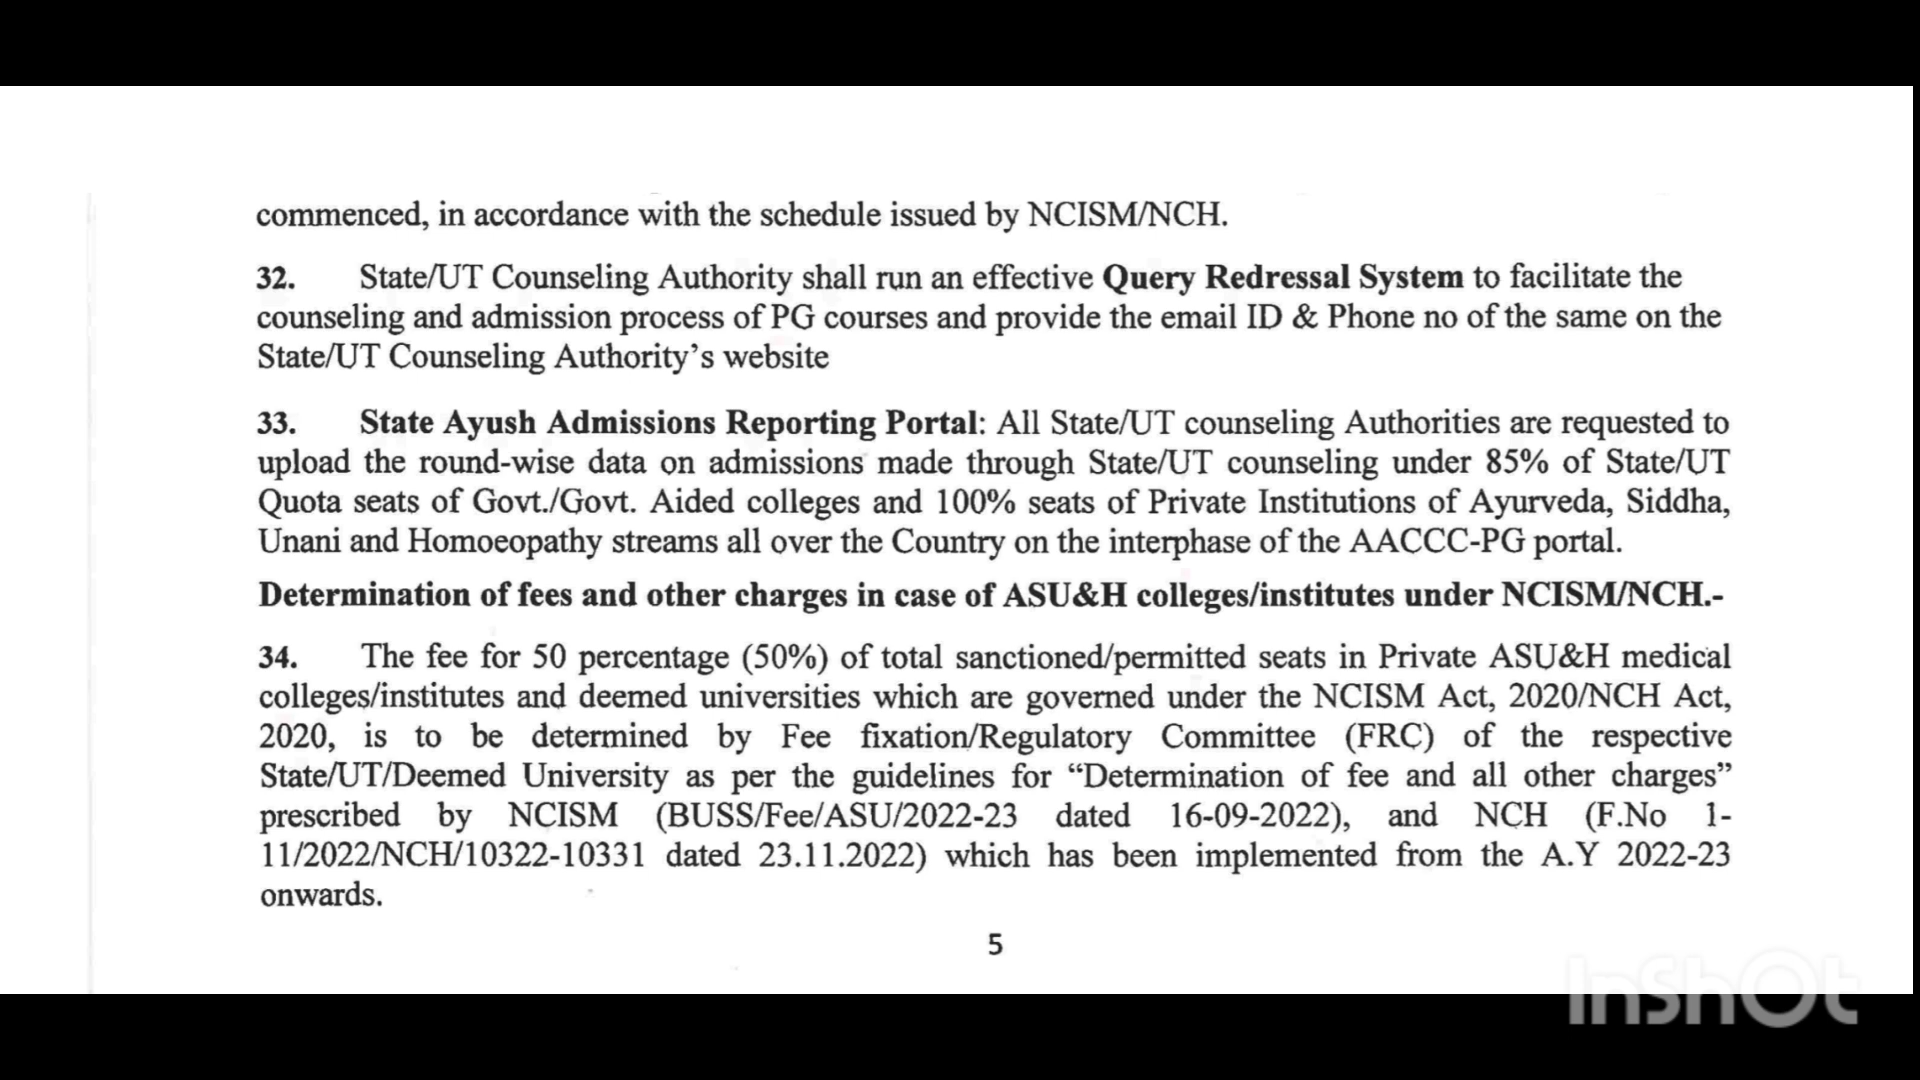 commenced, in accordance with the schedule issued by NCISM/NCH.
32. State/UT Counseling Authority shall run an effective Query Redressal System to facilitate the
counseling and admission process of PG courses and provide the email ID & Phone no of the same on the
State/UT Counseling Authority's website
33. State Ayush Admissions Reporting Portal: All State/UT counseling Authorities are requested to
upload the round-wise data on admissions made through State/UT counseling under 85% of State/UT
Quota seats of Govt./Govt. Aided colleges and 100% seats of Private Institutions of Ayurveda, Siddha,
Unani and Homoeopathy streams all over the Country on the interphase of the AACCC-PG portal.
Determination of fees and other charges in case of ASU&H colleges/institutes under NCISM/NCH.-
34. The fee for 50 percentage (50%) of total sanctioned/permitted seats in Private ASU&H medical
colleges/institutes and deemed universities which are governed under the NCISM Act, 2020/NCH Act,
2020, is to be determined by Fee fixation/Regulatory Committee (FRC) of the respective
State/UT/Deemed University as per the guidelines for “Determination of fee and all other charges”
prescribed by NCISM (BUSS/Fee/ASU/2022-23 dated 16-09-2022), and NCH (F.No 1-
11/2022/NCH/10322-10331 dated 23.11.2022) which has been implemented from the A.Y 2022-23
onwards.
5
InShOt